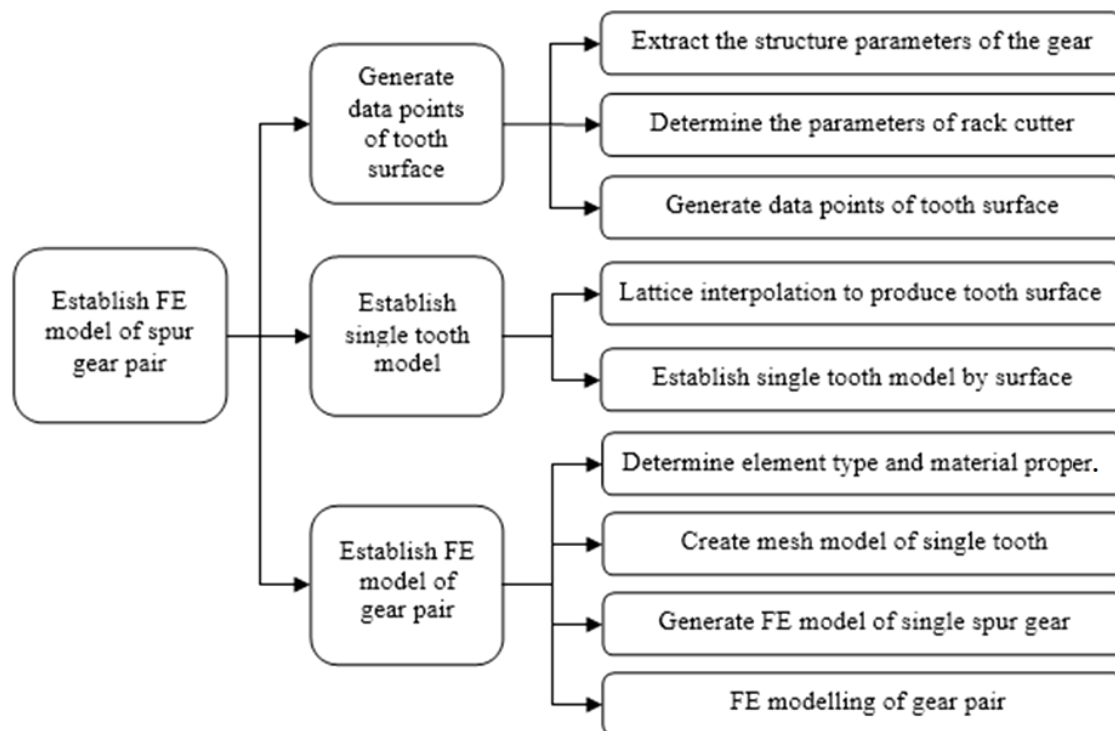 Establish FE
model of spur
gear pair
Generate
data points
of tooth
surface
Extract the structure parameters of the gear
Determine the parameters of rack cutter
Generate data points of tooth surface
Establish
single tooth
model
Lattice interpolation to produce tooth surface
Establish single tooth model by surface
Establish FE
model of
gear pair
Determine element type and material proper.
Create mesh model of single tooth
Generate FE model of single spur gear
FE modelling of gear pair